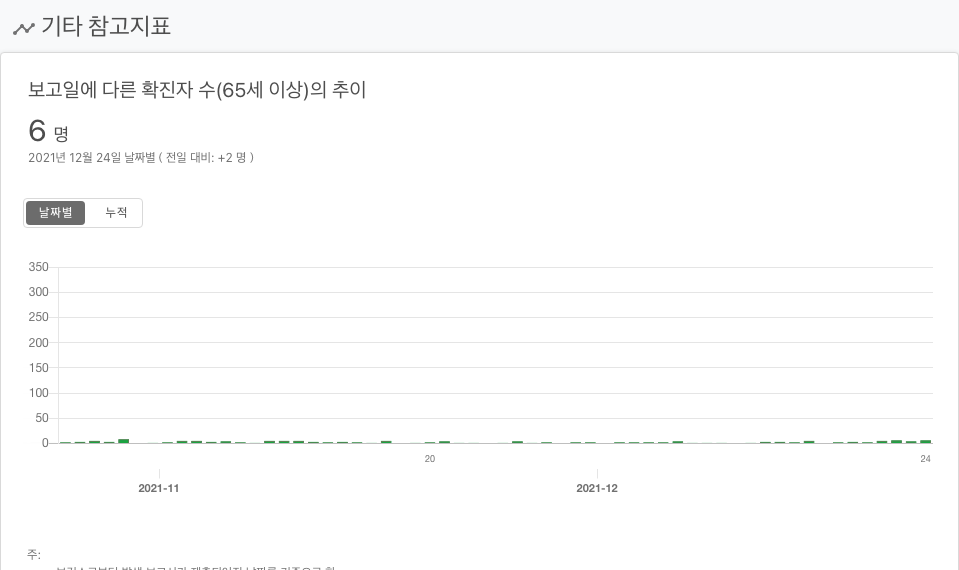 기타 참고지표
보고일에 다른 확진자 수(65세 이상)의 추이
6 명
2021년 12월 24일 날짜별 ( 전일 대비: +2 명 )
날짜별 누적
350
300
250
200
150
100
50
0
20 24
2021-11 2021-12
주: